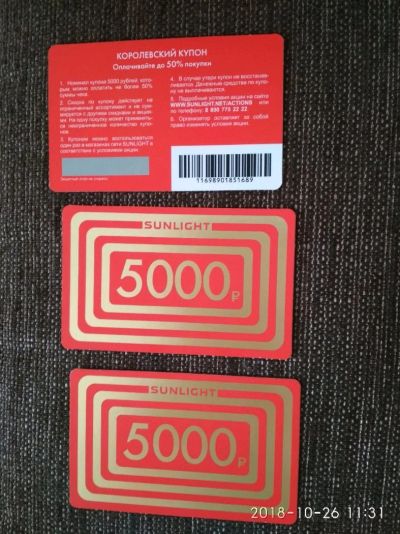 КОРОЛЕВСКИЙ КУПОН
Оплачивайте до 50% покупки
1. Номинал купона 5000 рублей, кото-
рым можно оплатить не более 50%
суммы чека.
2. Скидка по купону действует на
ограниченный ассортимент и не сум-
мируется с другими скидками и акция-
ми. На одну покупку может применять-
ся неограниченное количество купо-
нов.
3. Купоном можно воспользоваться
один раз в магазинах сети SUNLIGHT в
соответствии с условиями акции.
4. В случае утери купон не восстанав-
ливается. Денежные средства по купо-
ну не выплачиваются.
5. Подробные условия акции на сайте
WWW.SUNLIGHT.NET/ACTIONS или
по телефону: 8 800 775 22 22.
6. Организатор оставляет за собой
право изменять условия акции.
11698901851689
SUNLIGHT
5000₽
SUNLIGHT
5000₽
2018-10-26 11:31